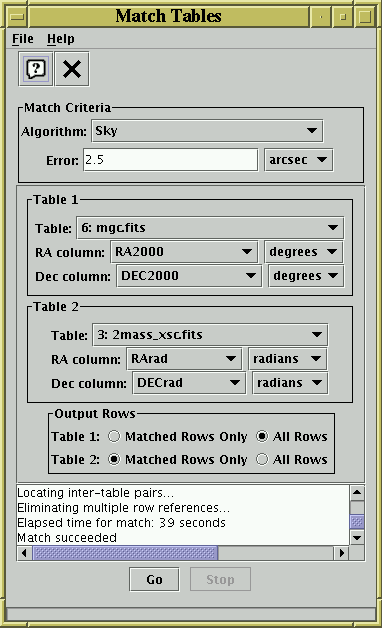 Match Tables
File Help
Match Criteria
Algorithm: Sky
Error: 2.5 arcsec
Table 1
Table: 6: mgc.fits
RA column: RA2000 degrees
Dec column: DEC2000 degrees
Table 2
Table: 3: 2mass_xsc.fits
RA column: RArad radians
Dec column: DECrad radians
Output Rows
Table 1: Matched Rows Only All Rows
Table 2: Matched Rows Only All Rows
Locating inter-table pairs...
Eliminating multiple row references...
Elapsed time for match: 39 seconds
Match succeeded
Go Stop